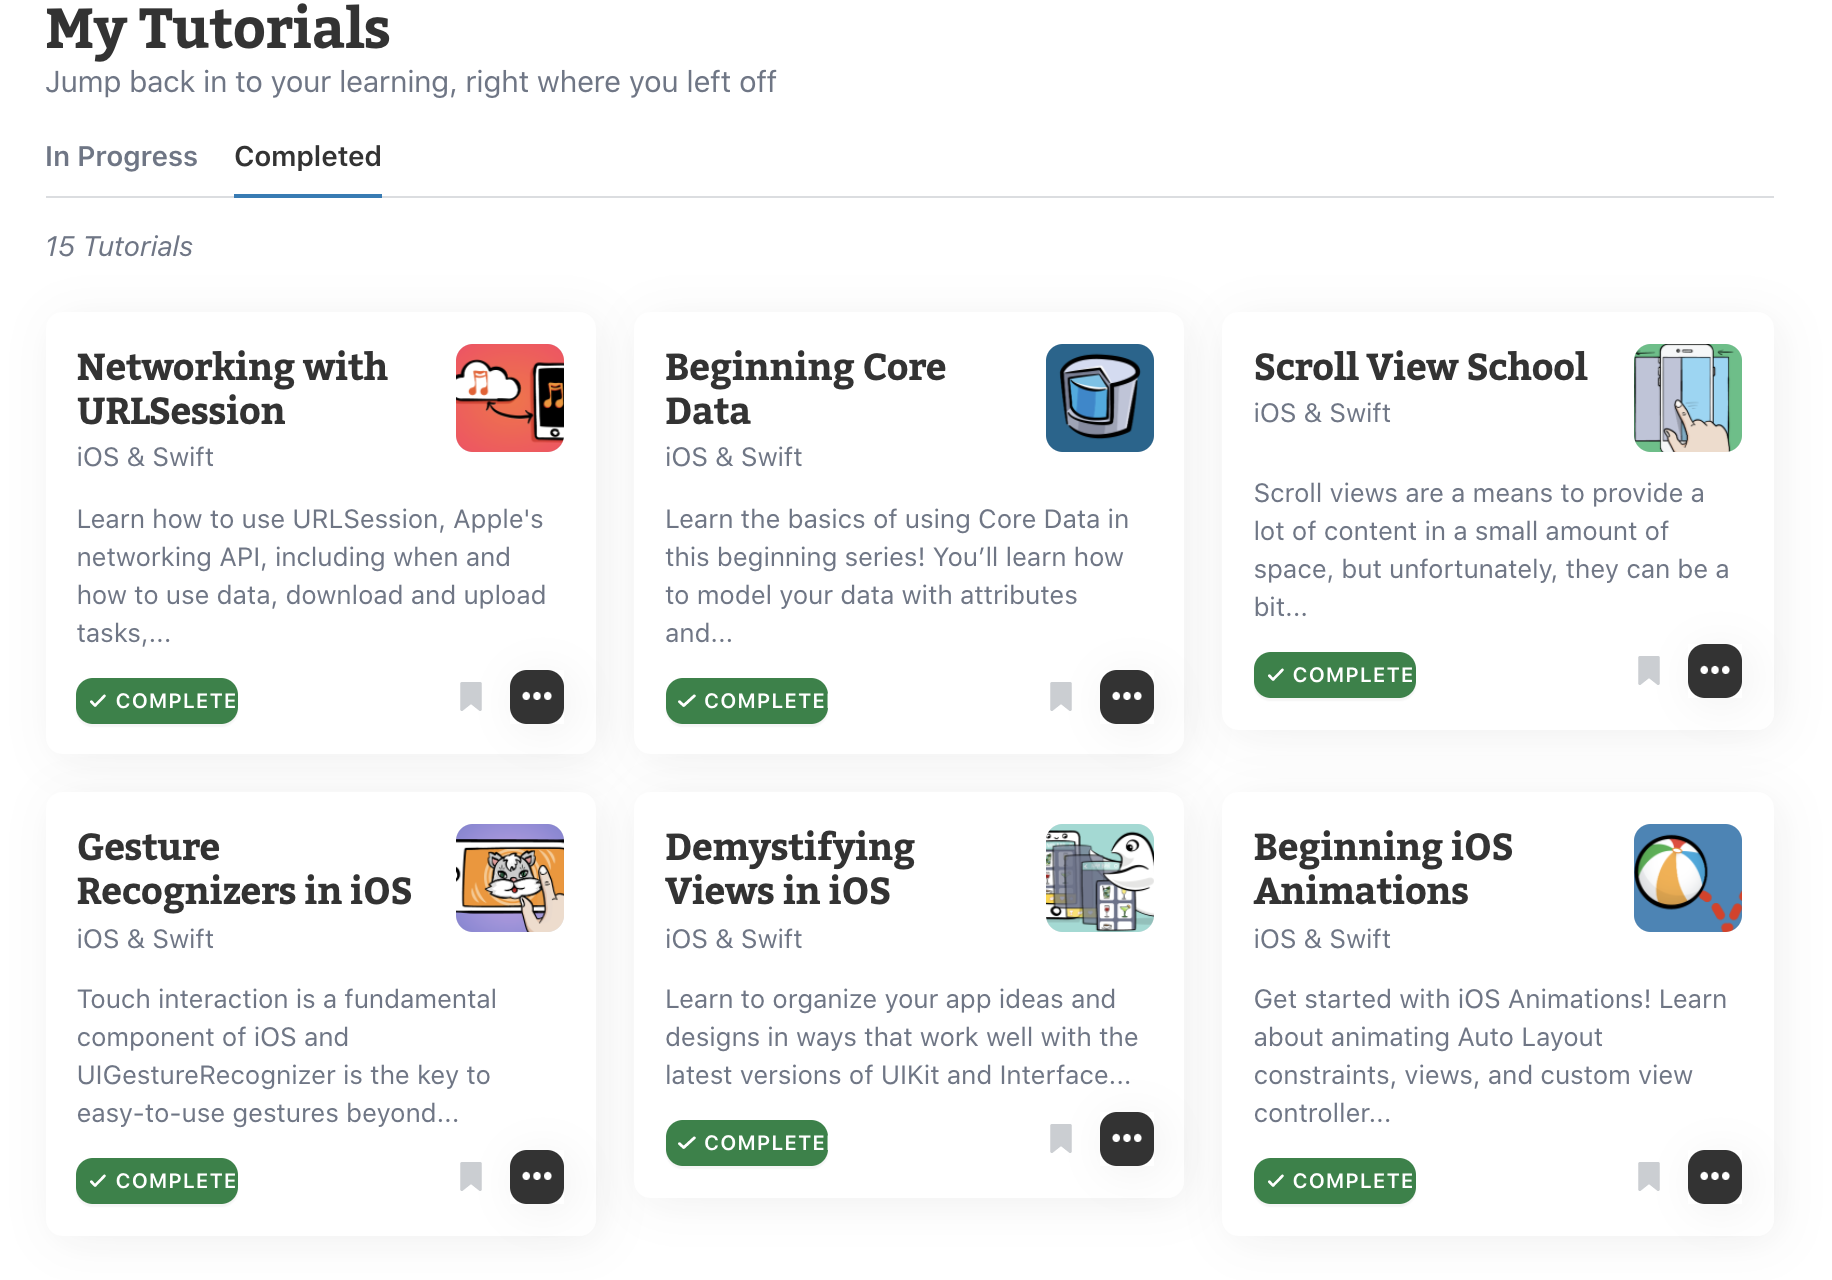 My Tutorials
Jump back in to your learning, right where you left off
In Progress
Completed
15 Tutorials
Networking with
URLSession
iOS & Swift
Learn how to use URLSession, Apple's
networking API, including when and
how to use data, download and upload
tasks,...
COMPLETE
Beginning Core
Data
iOS & Swift
Learn the basics of using Core Data in
this beginning series! You’ll learn how
to model your data with attributes
and...
COMPLETE
Scroll View School
iOS & Swift
Scroll views are a means to provide a
lot of content in a small amount of
space, but unfortunately, they can be a
bit...
COMPLETE
Gesture
Recognizers in iOS
iOS & Swift
Touch interaction is a fundamental
component of iOS and
UIGestureRecognizer is the key to
easy-to-use gestures beyond...
COMPLETE
Demystifying
Views in iOS
iOS & Swift
Learn to organize your app ideas and
designs in ways that work well with the
latest versions of UIKit and Interface...
COMPLETE
Beginning iOS
Animations
iOS & Swift
Get started with iOS Animations! Learn
about animating Auto Layout
constraints, views, and custom view
controller...
COMPLETE